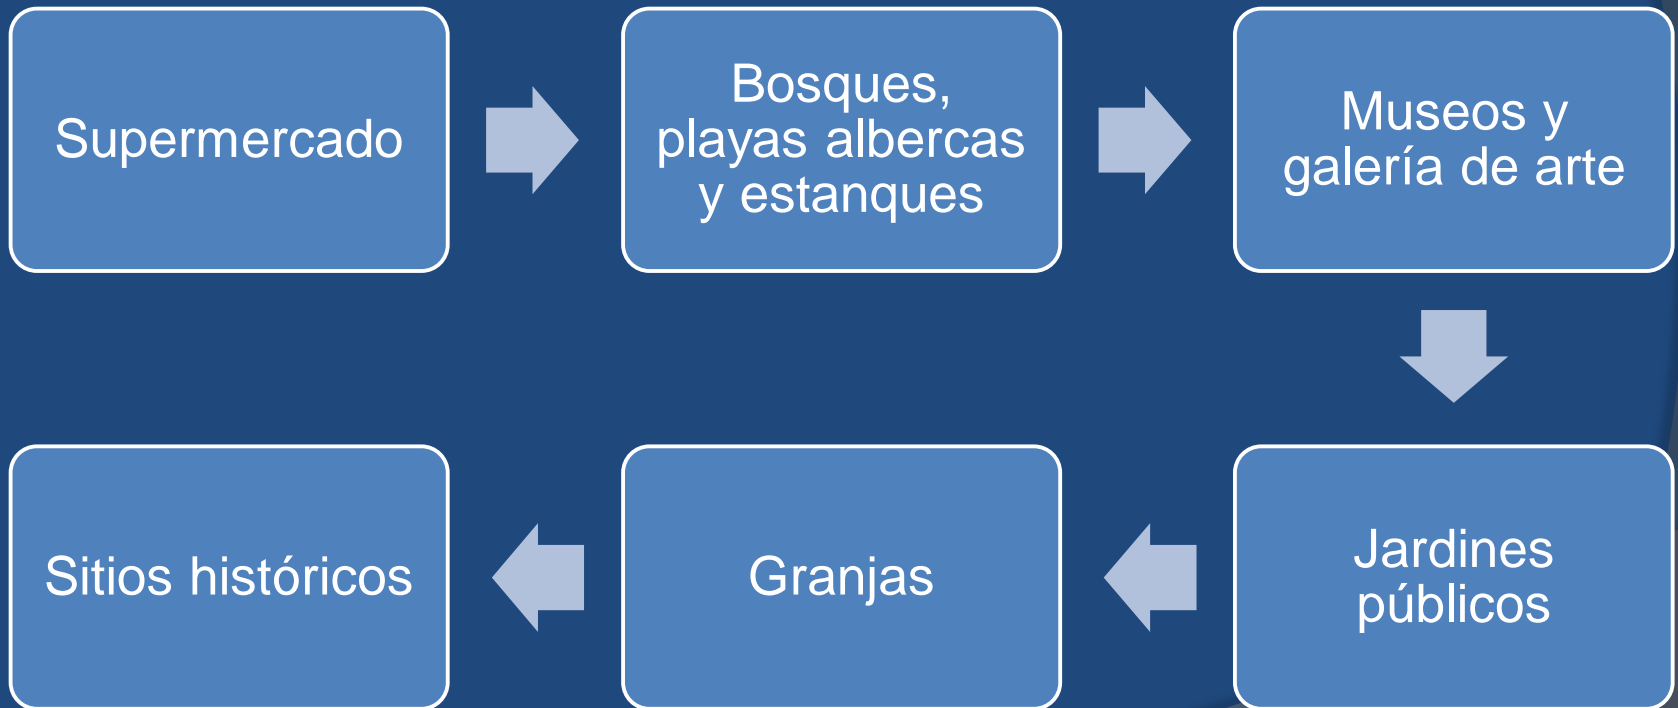 Supermercado
Bosques,
playas albercas
y estanques
Museos y
galería de arte
Jardines
públicos
Granjas
Sitios históricos